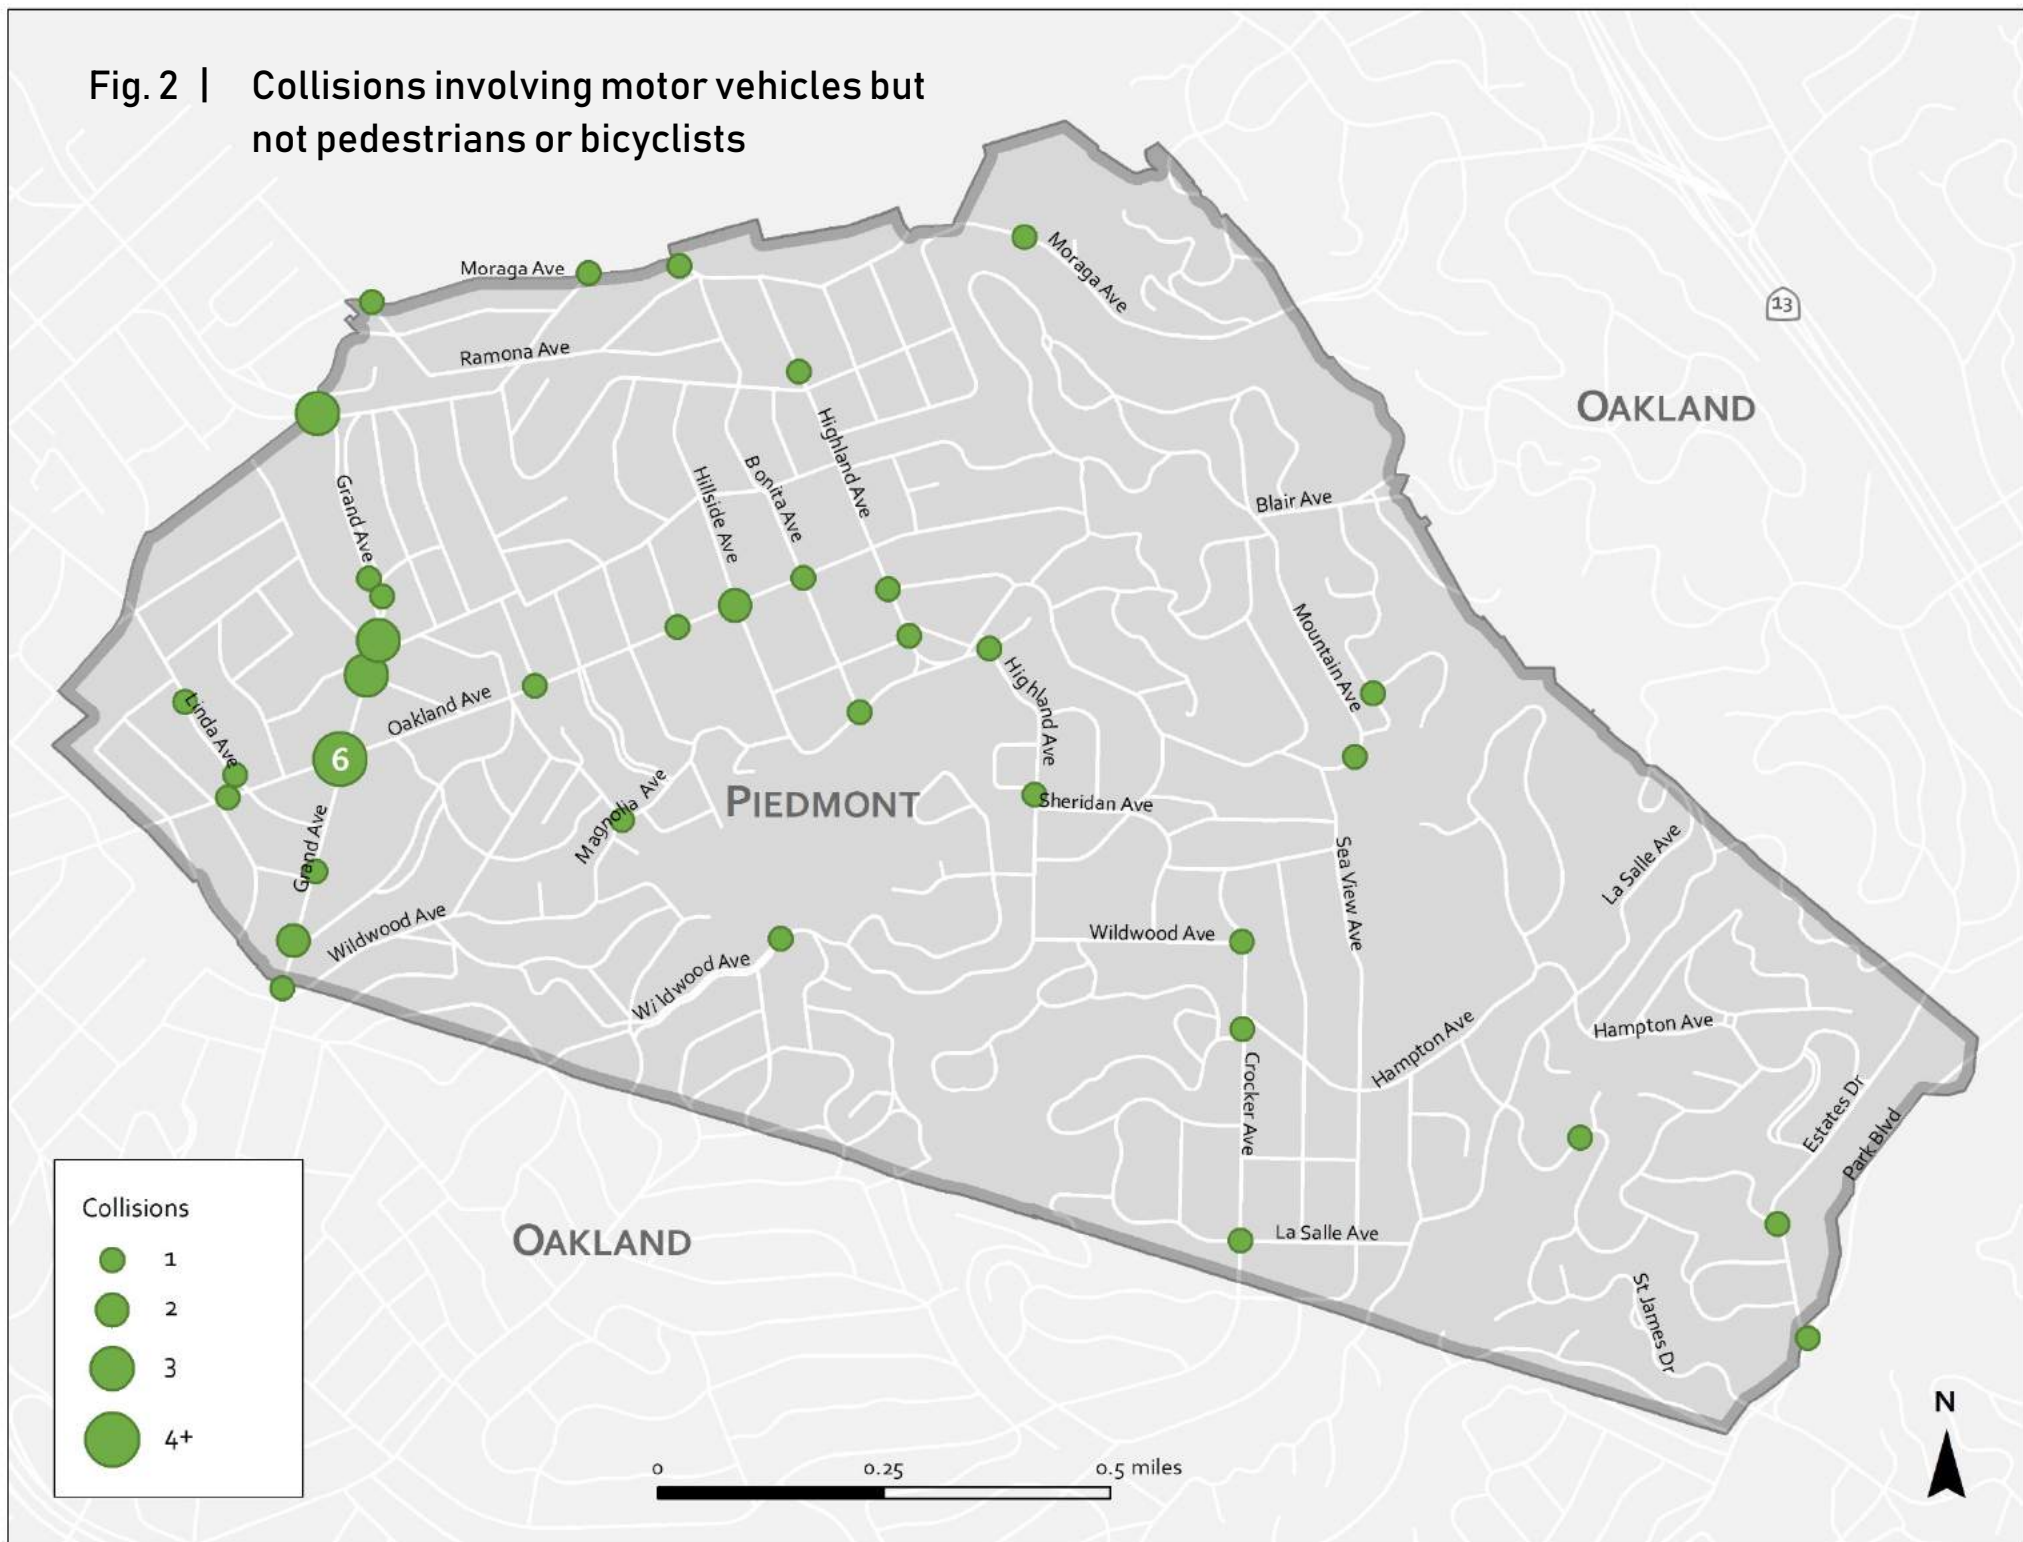 Fig. 2 | Collisions involving motor vehicles but
not pedestrians or bicyclists
Moraga Ave
Moraga Ave
13
Ramona Ave
OAKLAND
Highland Ave
Grand Ave
Hillside Ave
Bonita Ave
Blair Ave
Mountain Ave
Linda Ave
Oakland Ave
Highland Ave
6
Magnolia Ave
PIEDMONT
Sheridan Ave
Grand Ave
Sea View Ave
La Salle Ave
Wildwood Ave
Wildwood Ave
Wildwood Ave
Hampton Ave
Hampton Ave
Crocker Ave
Estates Dr
Park Blvd
OAKLAND
La Salle Ave
St James Dr
Collisions
1
2
3
4+
0 0.25 0.5 miles
N